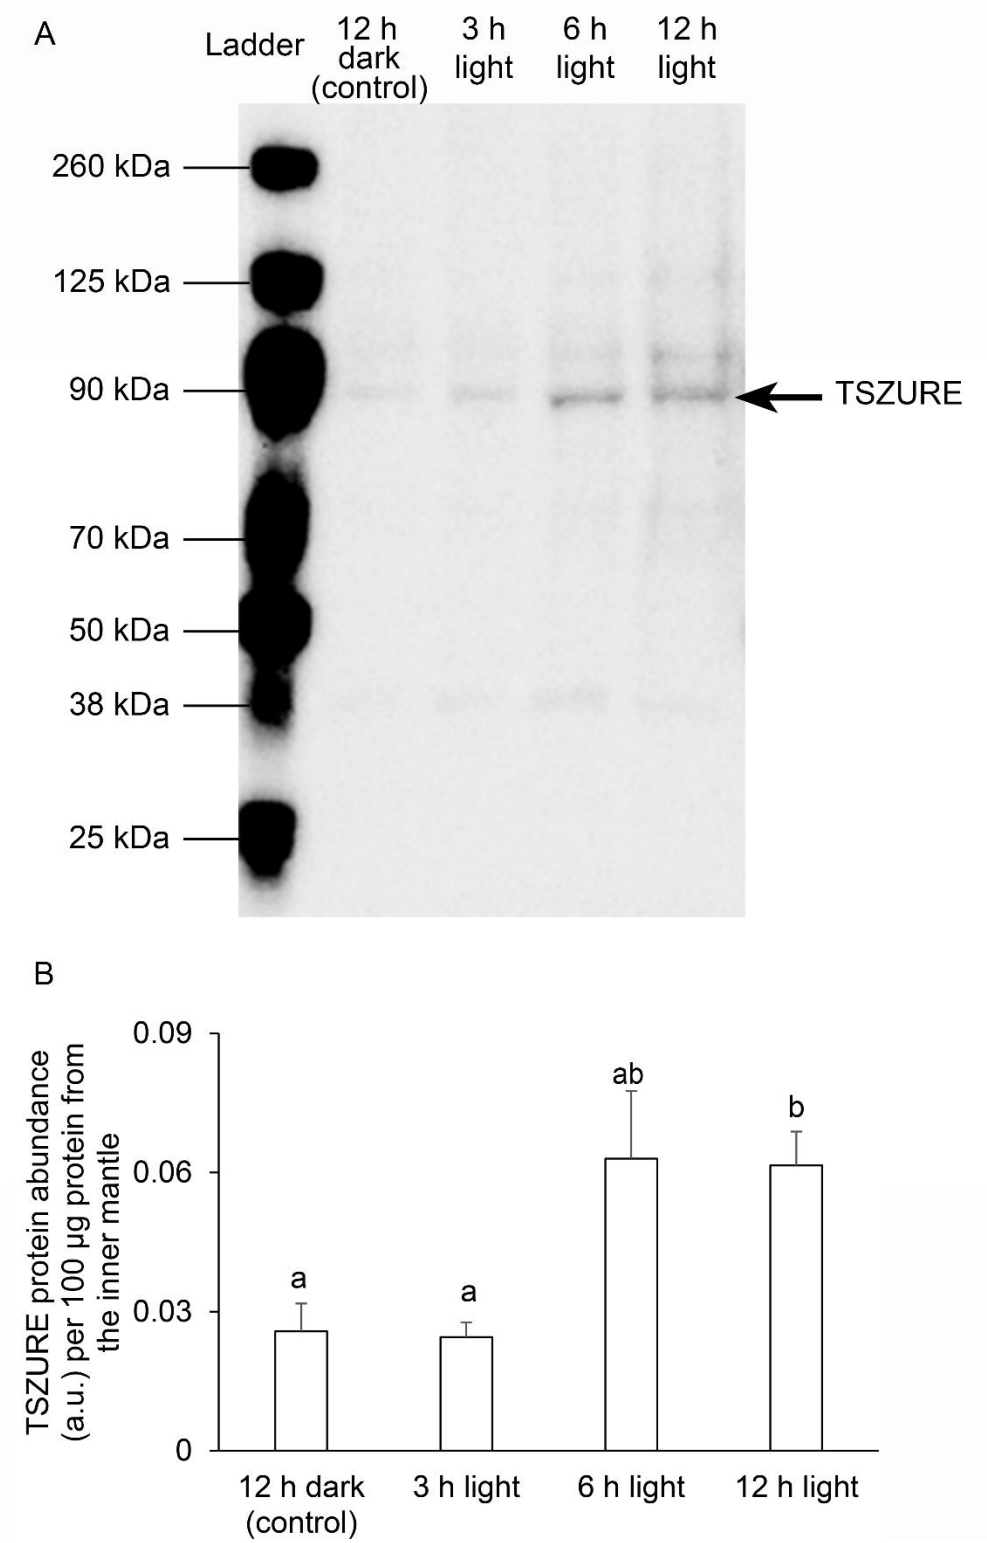 A
Ladder
12 h
dark
(control)
3 h
light
6 h
light
12 h
light
260 kDa
125 kDa
90 kDa
70 kDa
50 kDa
38 kDa
25 kDa
TSZURE
B
TSZURE protein abundance
(a.u.) per 100 µg protein from
the inner mantle
0.09
0.06
0.03
0
a
a
ab
b
12 h dark
(control)
3 h light
6 h light
12 h light